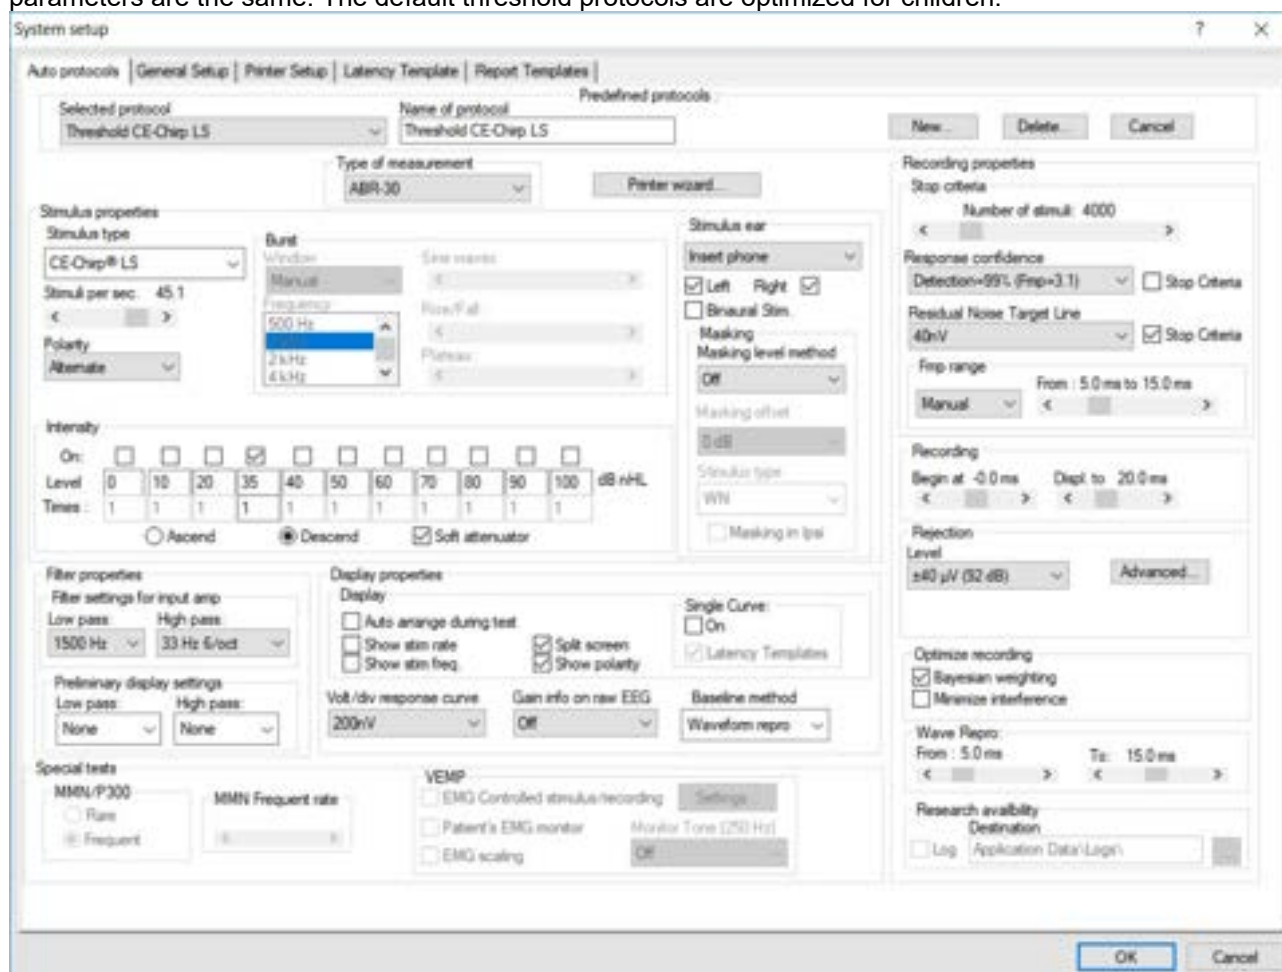 parameters are the same. The default threshold protocols are optimized for children.
System setup
? ×
Auto protocols General Setup Printer Setup Latency Template Report Templates
Predefined protocols :
Selected protocol Name of protocol
Threshold CE-Chirp LS Threshold CE-Chirp LS New... Delete... Cancel
Type of measurement
ABR-30 Printer wizard...
Stimulus properties
Stimulus type
CE-Chirp® LS
Stimuli per sec. 45.1
Polarity
Alternate
Burst
Window
Manual
Frequency
500 Hz
2 kHz
4 kHz
Sine waves
Rise/Fall
Plateau
Stimulus ear
Insert phone
Left Right
Binaural Stim.
Masking
Masking level method
Off
Masking offset
0 dB
Stimulus type
WN
Masking in Ipsi
Intensity
On:
Level 0 10 20 35 40 50 60 70 80 90 100 dB nHL
Times : 1 1 1 1 1 1 1 1 1 1 1
Ascend Descend Soft attenuator
Filter properties
Filter settings for input amp
Low pass: High pass:
1500 Hz 33 Hz 6/oct
Preliminary display settings
Low pass: High pass:
None None
Display properties
Display
Auto arrange during test
Show stim rate Split screen
Show stim freq. Show polarity
Single Curve:
On
Latency Templates
Volt/div response curve Gain info on raw EEG Baseline method
200nV Off Waveform repro
Special tests
MMN/P300
Rare
Frequent
MMN Frequent rate
VEMP
EMG Controlled stimulus/recording Settings...
Patient's EMG monitor Monitor Tone (250 Hz)
EMG scaling Off
Recording properties
Stop criteria
Number of stimuli: 4000
Response confidence
Detection=99% (Fmp=3.1) Stop Criteria
Residual Noise Target Line
40nV Stop Criteria
Fmp range
From : 5.0 ms to 15.0 ms
Manual
Recording
Begin at -0.0 ms Displ. to 20.0 ms
Rejection
Level
±40 µV (92 dB) Advanced...
Optimize recording
Bayesian weighting
Minimize interference
Wave Repro:
From : 5.0 ms To: 15.0 ms
Research availbility
Destination
Log Application Data\Logs\ ...
OK Cancel